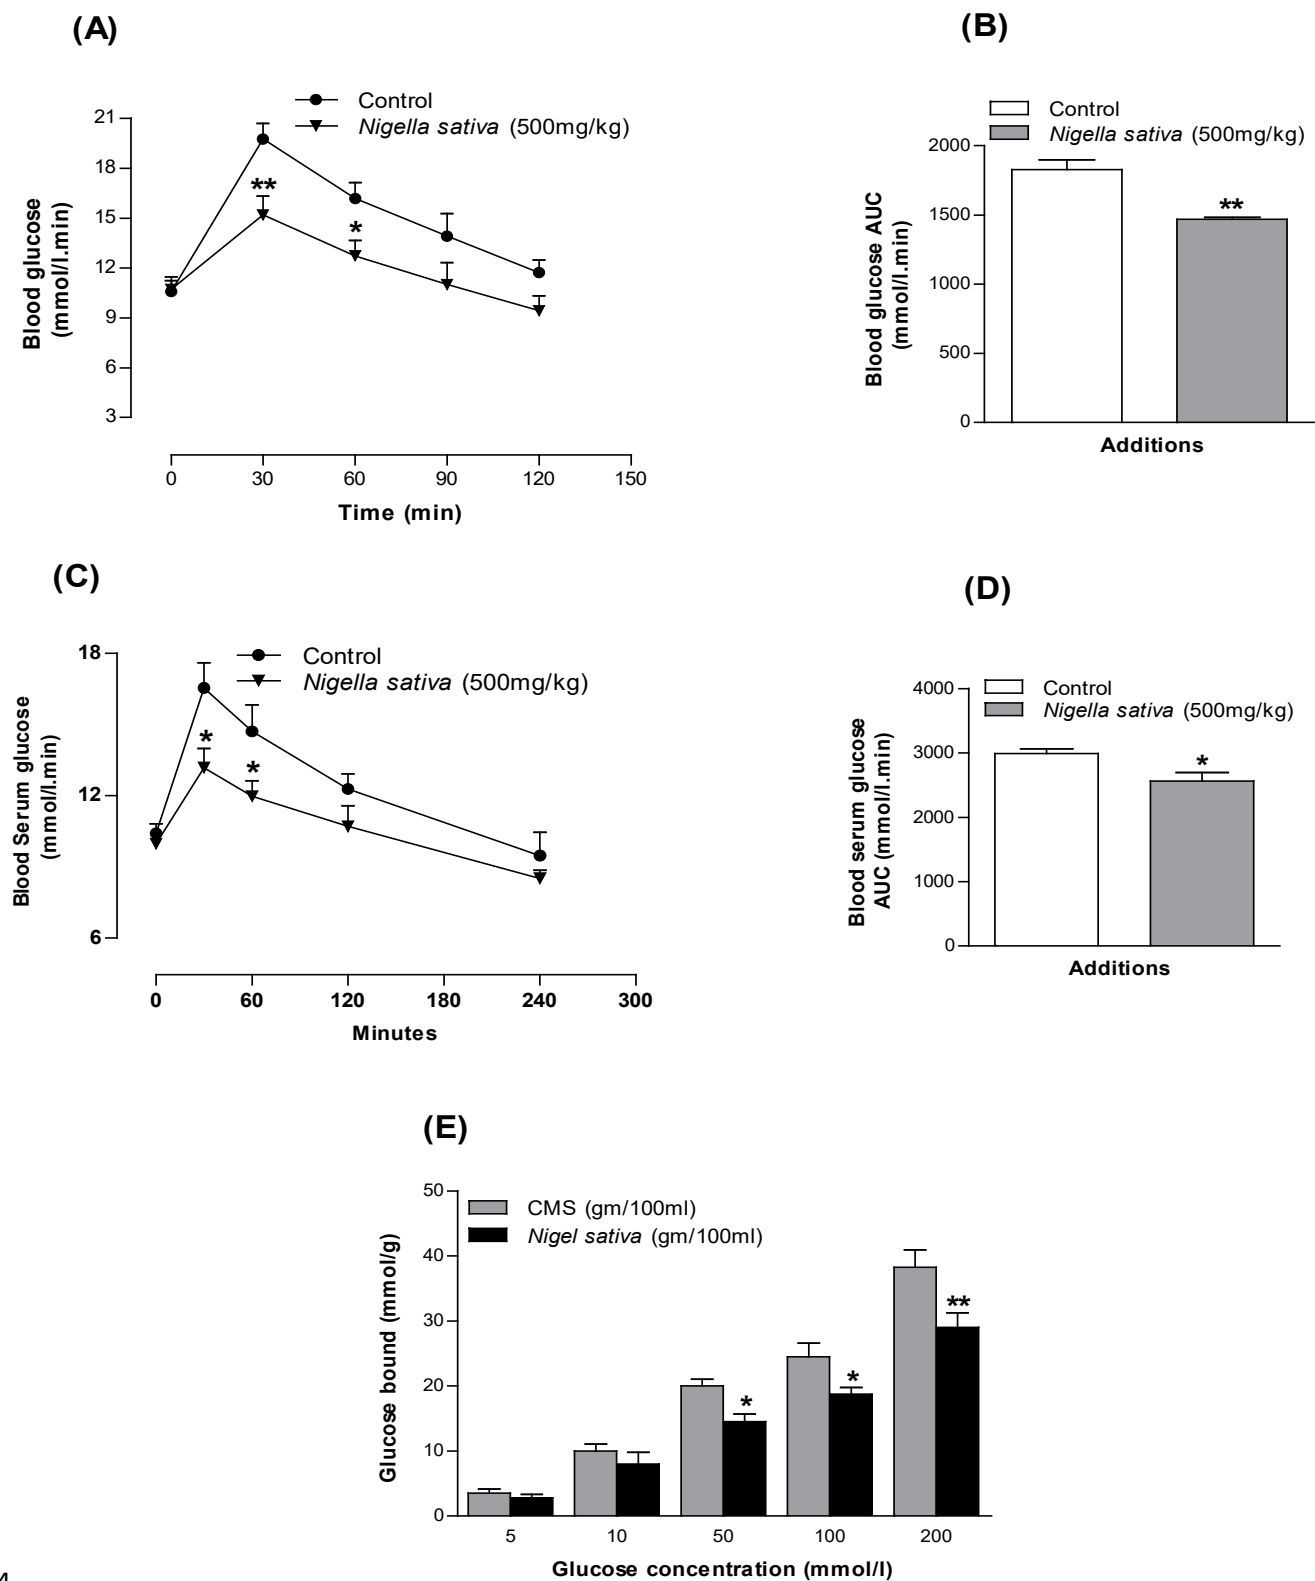 (A)
Control
Nigella sativa (500mg/kg)
21
18
15
12
9
6
3
Blood glucose
(mmol/l.min)
**
*
0 30 60 90 120 150
Time (min)
(B)
Control
Nigella sativa (500mg/kg)
2000
1500
1000
500
0
Blood glucose AUC
(mmol/l.min)
**
Additions
(C)
Control
Nigella sativa (500mg/kg)
18
12
6
Blood Serum glucose
(mmol/l.min)
*
*
0 60 120 180 240 300
Minutes
(D)
Control
Nigella sativa (500mg/kg)
4000
3000
2000
1000
0
Blood serum glucose
AUC (mmol/l.min)
*
Additions
(E)
CMS (gm/100ml)
Nigel sativa (gm/100ml)
50
40
30
20
10
0
Glucose bound (mmol/g)
*
*
**
5 10 50 100 200
Glucose concentration (mmol/l)